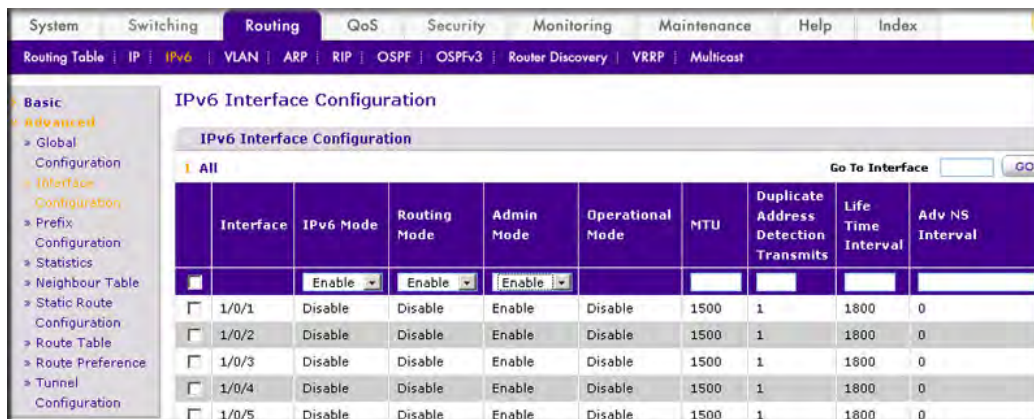 System Switching Routing QoS Security Monitoring Maintenance Help Index
Routing Table IP IPv6 VLAN ARP RIP OSPF OSPFv3 Router Discovery VRRP Multicast
Basic
Advanced
» Global
Configuration
» Interface
Configuration
» Prefix
Configuration
» Statistics
» Neighbour Table
» Static Route
Configuration
» Route Table
» Route Preference
» Tunnel
Configuration
IPv6 Interface Configuration
IPv6 Interface Configuration
1 All Go To Interface GO
Interface IPv6 Mode Routing Mode Admin Mode Operational Mode MTU Duplicate Address Detection Transmits Life Time Interval Adv NS Interval
Enable Enable Enable
1/0/1 Disable Disable Enable Disable 1500 1 1800 0
1/0/2 Disable Disable Enable Disable 1500 1 1800 0
1/0/3 Disable Disable Enable Disable 1500 1 1800 0
1/0/4 Disable Disable Enable Disable 1500 1 1800 0
1/0/5 Disable Disable Enable Disable 1500 1 1800 0